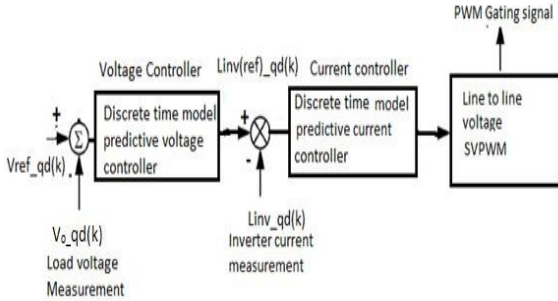 PWM Gating signal
Voltage Controller
Linv(ref)_qd(k)
Current controller
+
Σ
-
Vref_qd(k)
Discrete time model
predictive voltage
controller
+
-
Discrete time model
predictive current
controller
Line to line
voltage
SVPWM
Vo_qd(k)
Load voltage
Measurement
Linv_qd(k)
Inverter current
measurement